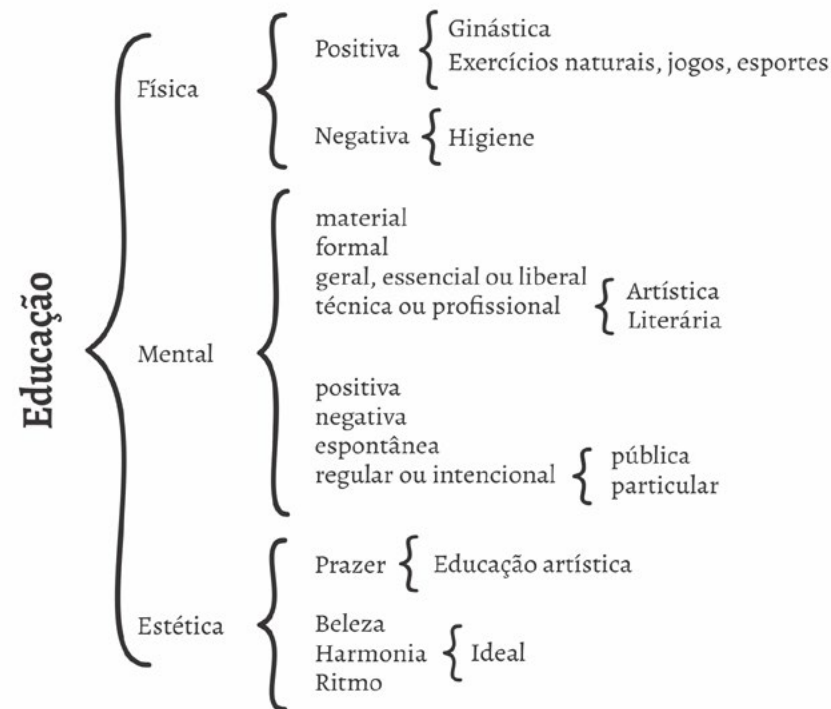 Educação
Física
Positiva
Ginástica
Exercícios naturais, jogos, esportes
Negativa
Higiene
Mental
material
formal
geral, essencial ou liberal
técnica ou profissional
Artística
Literária
positiva
negativa
espontânea
regular ou intencional
pública
particular
Estética
Prazer
Educação artística
Beleza
Harmonia
Ritmo
Ideal